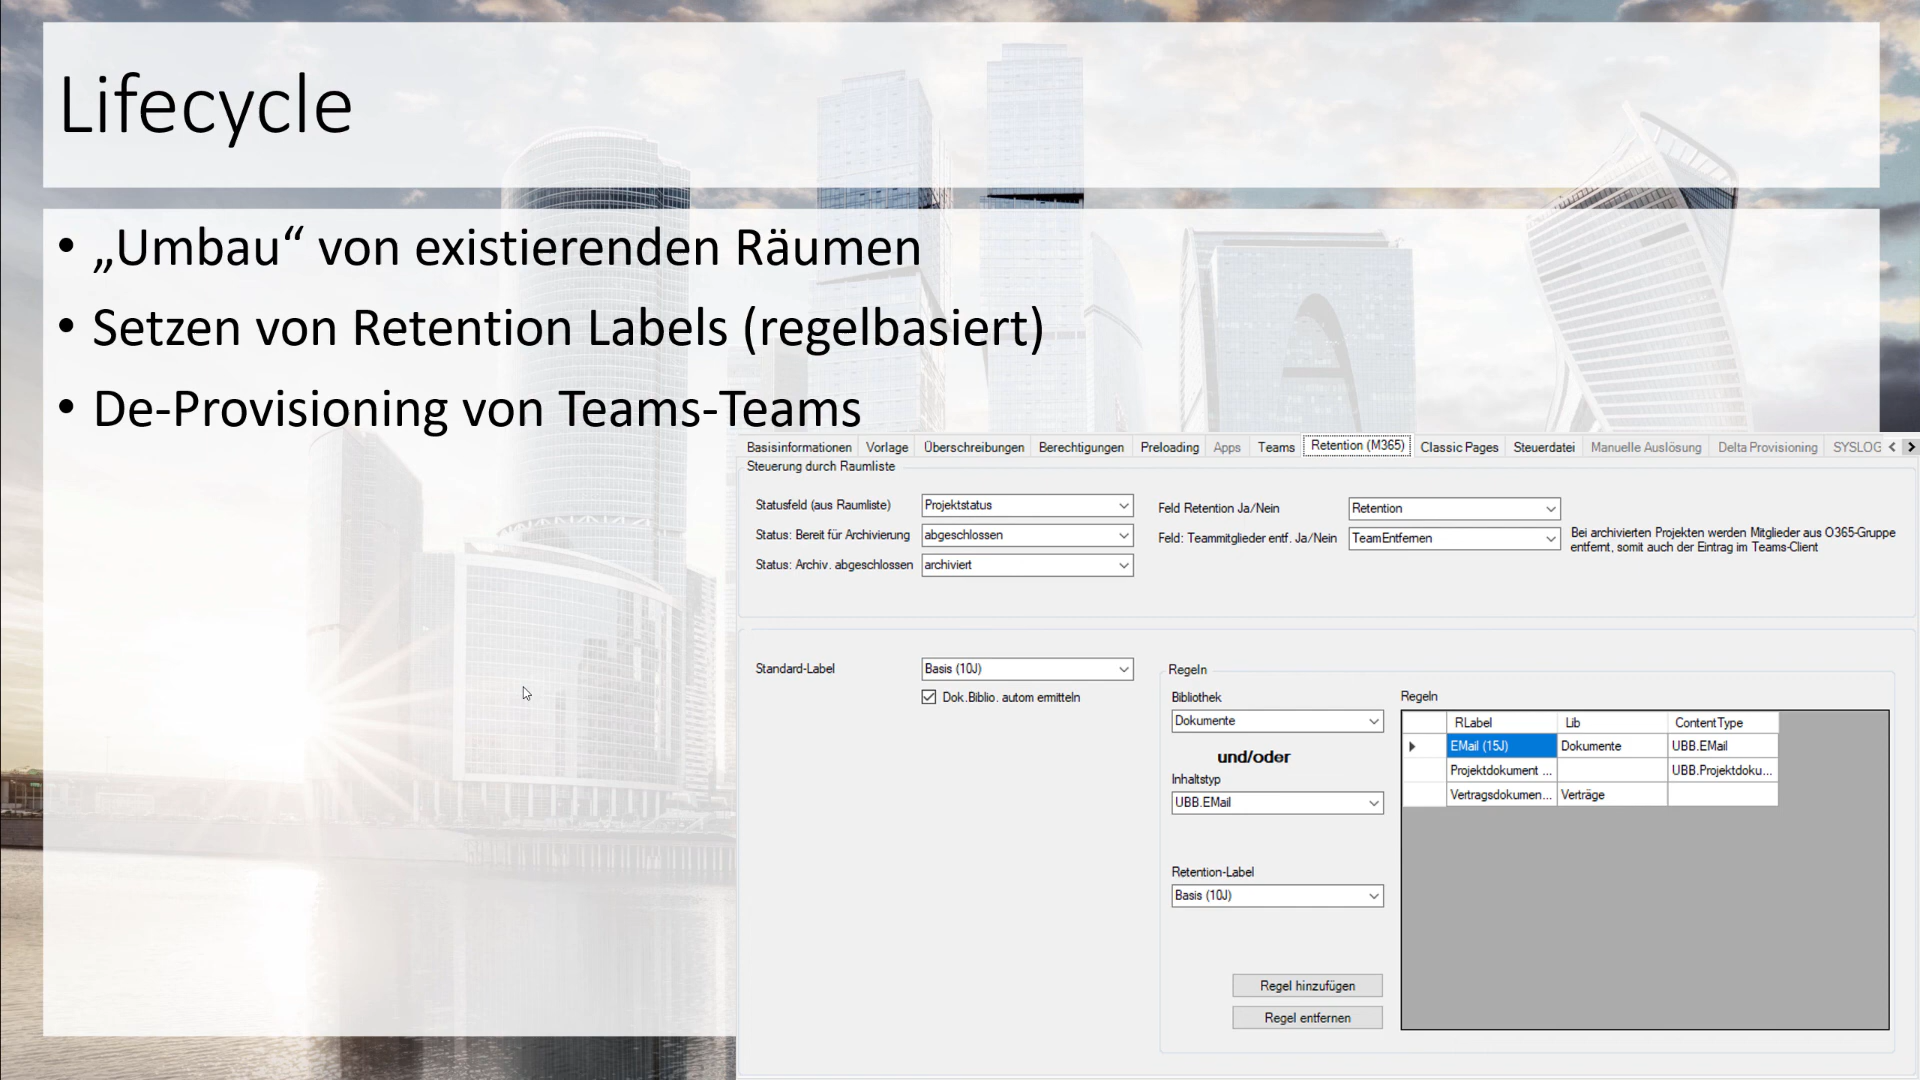 Lifecycle
• „Umbau“ von existierenden Räumen
• Setzen von Retention Labels (regelbasiert)
• De-Provisioning von Teams-Teams
Basisinformationen Vorlage Überschreibungen Berechtigungen Preloading Apps Teams Retention (M365) Classic Pages Steuerdatei Manuelle Auslösung Delta Provisioning SYSLOG
Steuerung durch Raumliste
Statusfeld (aus Raumliste) Projektstatus
Status: Bereit für Archivierung abgeschlossen
Status: Archiv. abgeschlossen archiviert
Feld Retention Ja/Nein Retention
Feld: Teammitglieder entf. Ja/Nein TeamEntfernen
Bei archivierten Projekten werden Mitglieder aus O365-Gruppe
entfernt, somit auch der Eintrag im Teams-Client
Standard-Label Basis (10J)
Dok.Biblio. autom ermitteln
Regeln
Bibliothek
Dokumente
und/oder
Inhaltstyp
UBB.EMail
Retention-Label
Basis (10J)
Regel hinzufügen
Regel entfernen
Regeln
RLabel Lib ContentType
EMail (15J) Dokumente UBB.EMail
Projektdokument ... UBB.Projektdoku...
Vertragsdokumen... Verträge